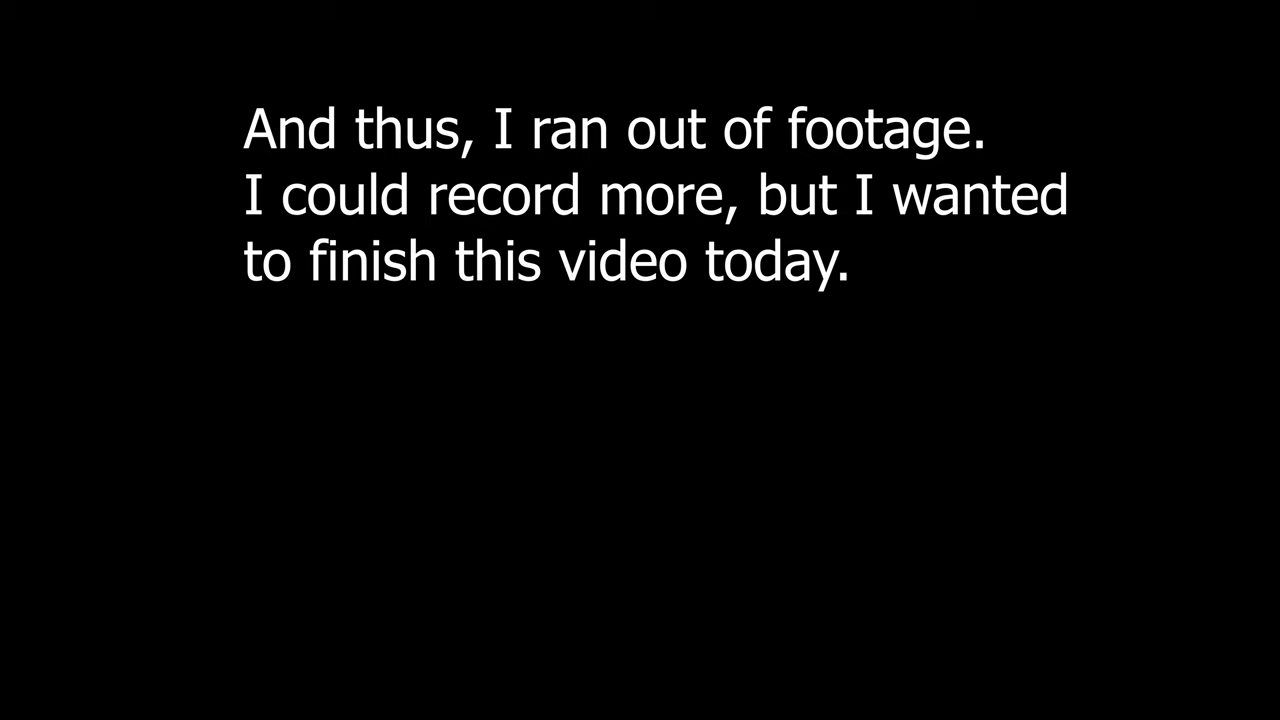 And thus, I ran out of footage.
I could record more, but I wanted
to finish this video today.